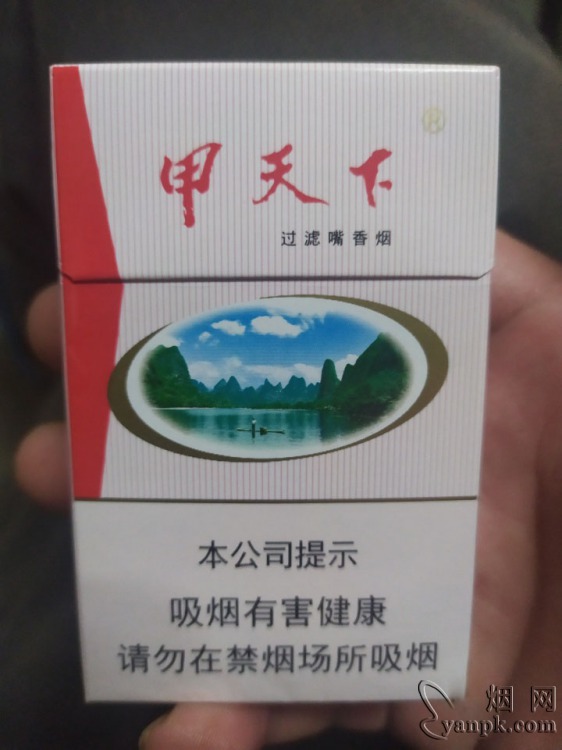 甲天下
过滤嘴香烟
本公司提示
吸烟有害健康
请勿在禁烟场所吸烟
烟网
yanpk.com